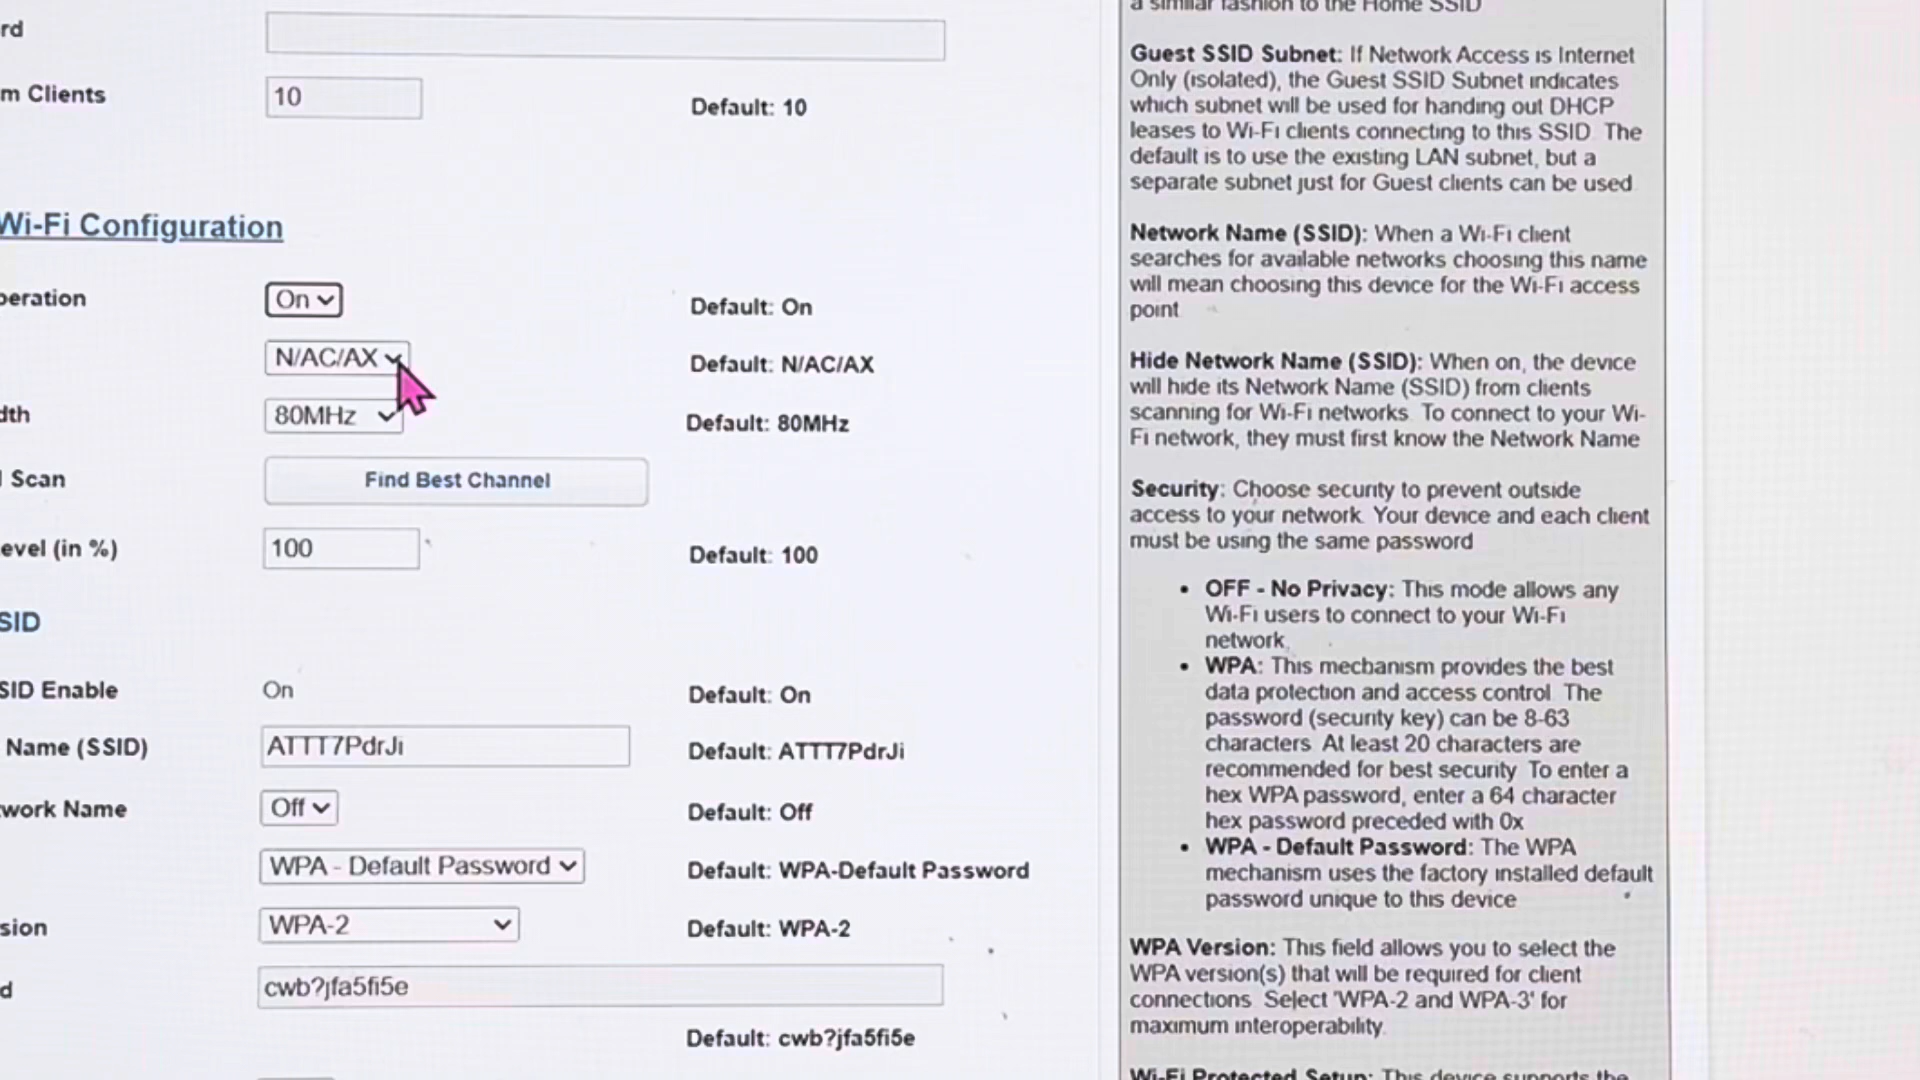 rd
m Clients
10
Default: 10
Wi-Fi Configuration
peration
On
Default: On
N/AC/AX
Default: N/AC/AX
dth
80MHz
Default: 80MHz
Scan
Find Best Channel
evel (in %)
100
Default: 100
SID
SID Enable
On
Default: On
Name (SSID)
ATTT7PdrJi
Default: ATTT7PdrJi
work Name
Off
Default: Off
WPA - Default Password
Default: WPA-Default Password
sion
WPA-2
Default: WPA-2
d
cwb?jfa5fi5e
Default: cwb?jfa5fi5e
a similar fashion to the Home SSID
Guest SSID Subnet: If Network Access is Internet
Only (isolated), the Guest SSID Subnet indicates
which subnet will be used for handing out DHCP
leases to Wi-Fi clients connecting to this SSID. The
default is to use the existing LAN subnet, but a
separate subnet just for Guest clients can be used.
Network Name (SSID): When a Wi-Fi client
searches for available networks choosing this name
will mean choosing this device for the Wi-Fi access
point.
Hide Network Name (SSID): When on, the device
will hide its Network Name (SSID) from clients
scanning for Wi-Fi networks. To connect to your Wi-
Fi network, they must first know the Network Name
Security: Choose security to prevent outside
access to your network. Your device and each client
must be using the same password
• OFF - No Privacy: This mode allows any
Wi-Fi users to connect to your Wi-Fi
network.
• WPA: This mechanism provides the best
data protection and access control. The
password (security key) can be 8-63
characters. At least 20 characters are
recommended for best security. To enter a
hex WPA password, enter a 64 character
hex password preceded with 0x
• WPA - Default Password: The WPA
mechanism uses the factory installed default
password unique to this device
WPA Version: This field allows you to select the
WPA version(s) that will be required for client
connections. Select 'WPA-2 and WPA-3' for
maximum interoperability.
Wi-Fi Protected Setup: This device supports the